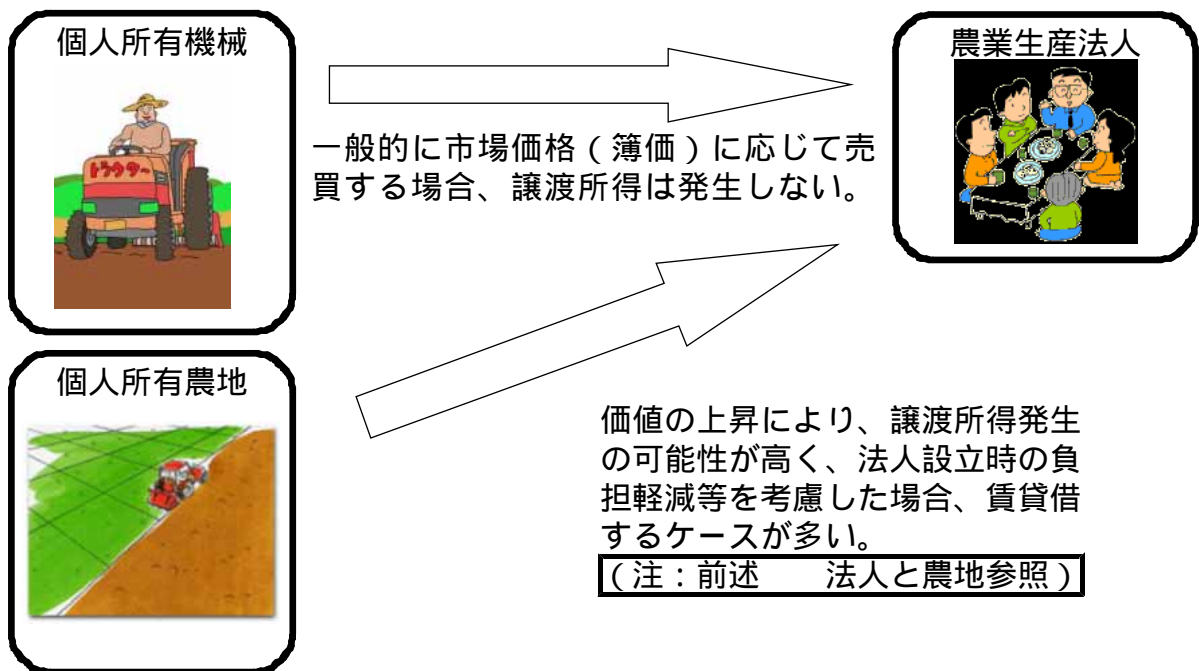 個人所有機械
トラクター
農業生産法人
一般的に市場価格（簿価）に応じて売
買する場合、譲渡所得は発生しない。
個人所有農地
価値の上昇により、譲渡所得発生
の可能性が高く、法人設立時の負
担軽減等を考慮した場合、賃貸借
するケースが多い。
（注：前述　　法人と農地参照）